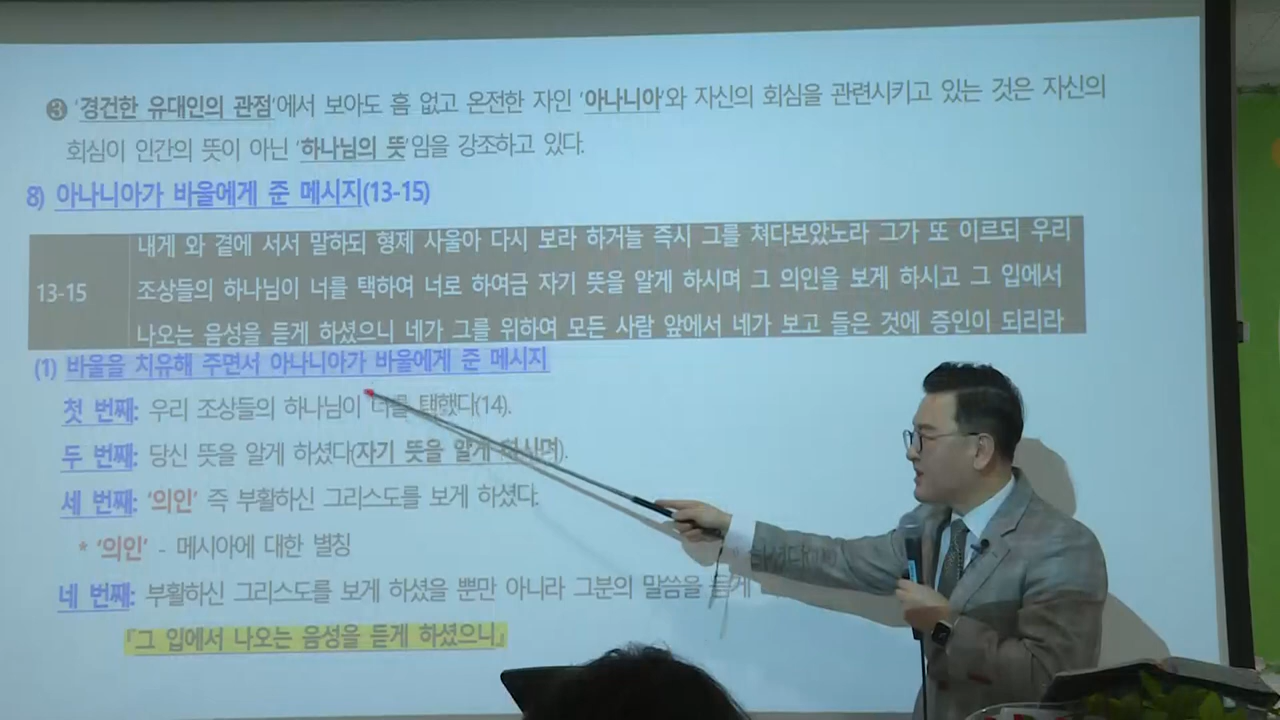 ❸ '경건한 유대인의 관점'에서 보아도 흠 없고 온전한 자인 '아나니아'와 자신의 회심을 관련시키고 있는 것은 자신의
회심이 인간의 뜻이 아닌 '하나님의 뜻'임을 강조하고 있다.
8) 아나니아가 바울에게 준 메시지(13-15)
내게 와 곁에 서서 말하되 형제 사울아 다시 보라 하거늘 즉시 그를 쳐다보았노라 그가 또 이르되 우리
13-15 조상들의 하나님이 너를 택하여 너로 하여금 자기 뜻을 알게 하시며 그 의인을 보게 하시고 그 입에서
나오는 음성을 듣게 하셨으니 네가 그를 위하여 모든 사람 앞에서 네가 보고 들은 것에 증인이 되리라
(1) 바울을 치유해 주면서 아나니아가 바울에게 준 메시지
첫 번째: 우리 조상들의 하나님이 너를 택했다(14).
두 번째: 당신 뜻을 알게 하셨다(자기 뜻을 알게 하시며).
세 번째: '의인' 즉 부활하신 그리스도를 보게 하셨다.
* '의인' - 메시아에 대한 별칭
네 번째: 부활하신 그리스도를 보게 하셨을 뿐만 아니라 그분의 말씀을 듣게
『그 입에서 나오는 음성을 듣게 하셨으니』